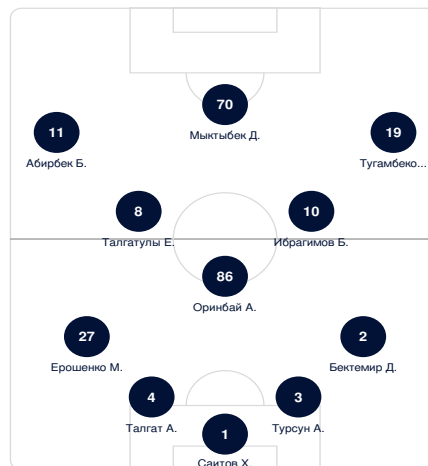 70
Мыктыбек Д.
11
Абирбек Б.
19
Тугамбеко...
8
Талгатулы Е.
10
Ибрагимов Б.
86
Оринбай А.
27
Ерошенко М.
2
Бектемир Д.
4
Талгат А.
3
Турсун А.
1
Саитов Х.